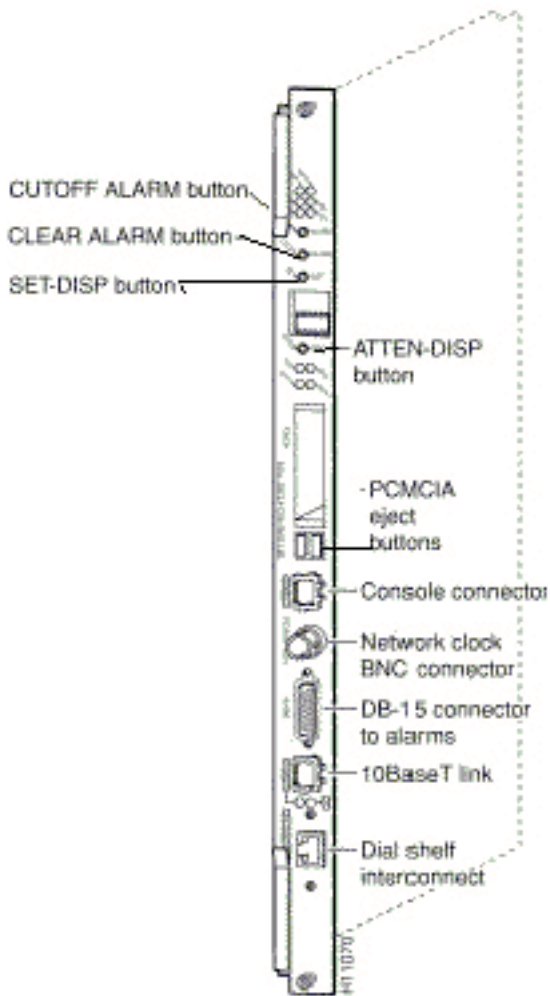 CUTOFF ALARM button
CLEAR ALARM button
SET-DISP button
ATTEN-DISP
button
PCMCIA
eject
buttons
Console connector
Network clock
BNC connector
DB-15 connector
to alarms
10BaseT link
Dial shelf
interconnect
H11070